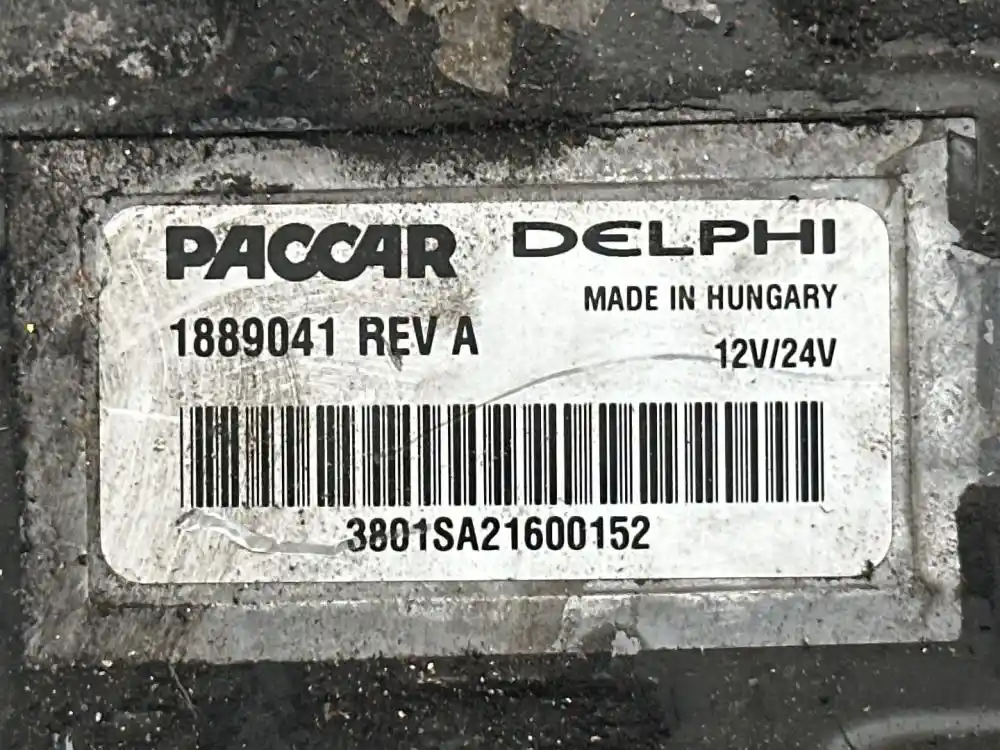 PACCAR DELPHI
MADE IN HUNGARY
1889041 REV A
12V/24V
3801SA21600152